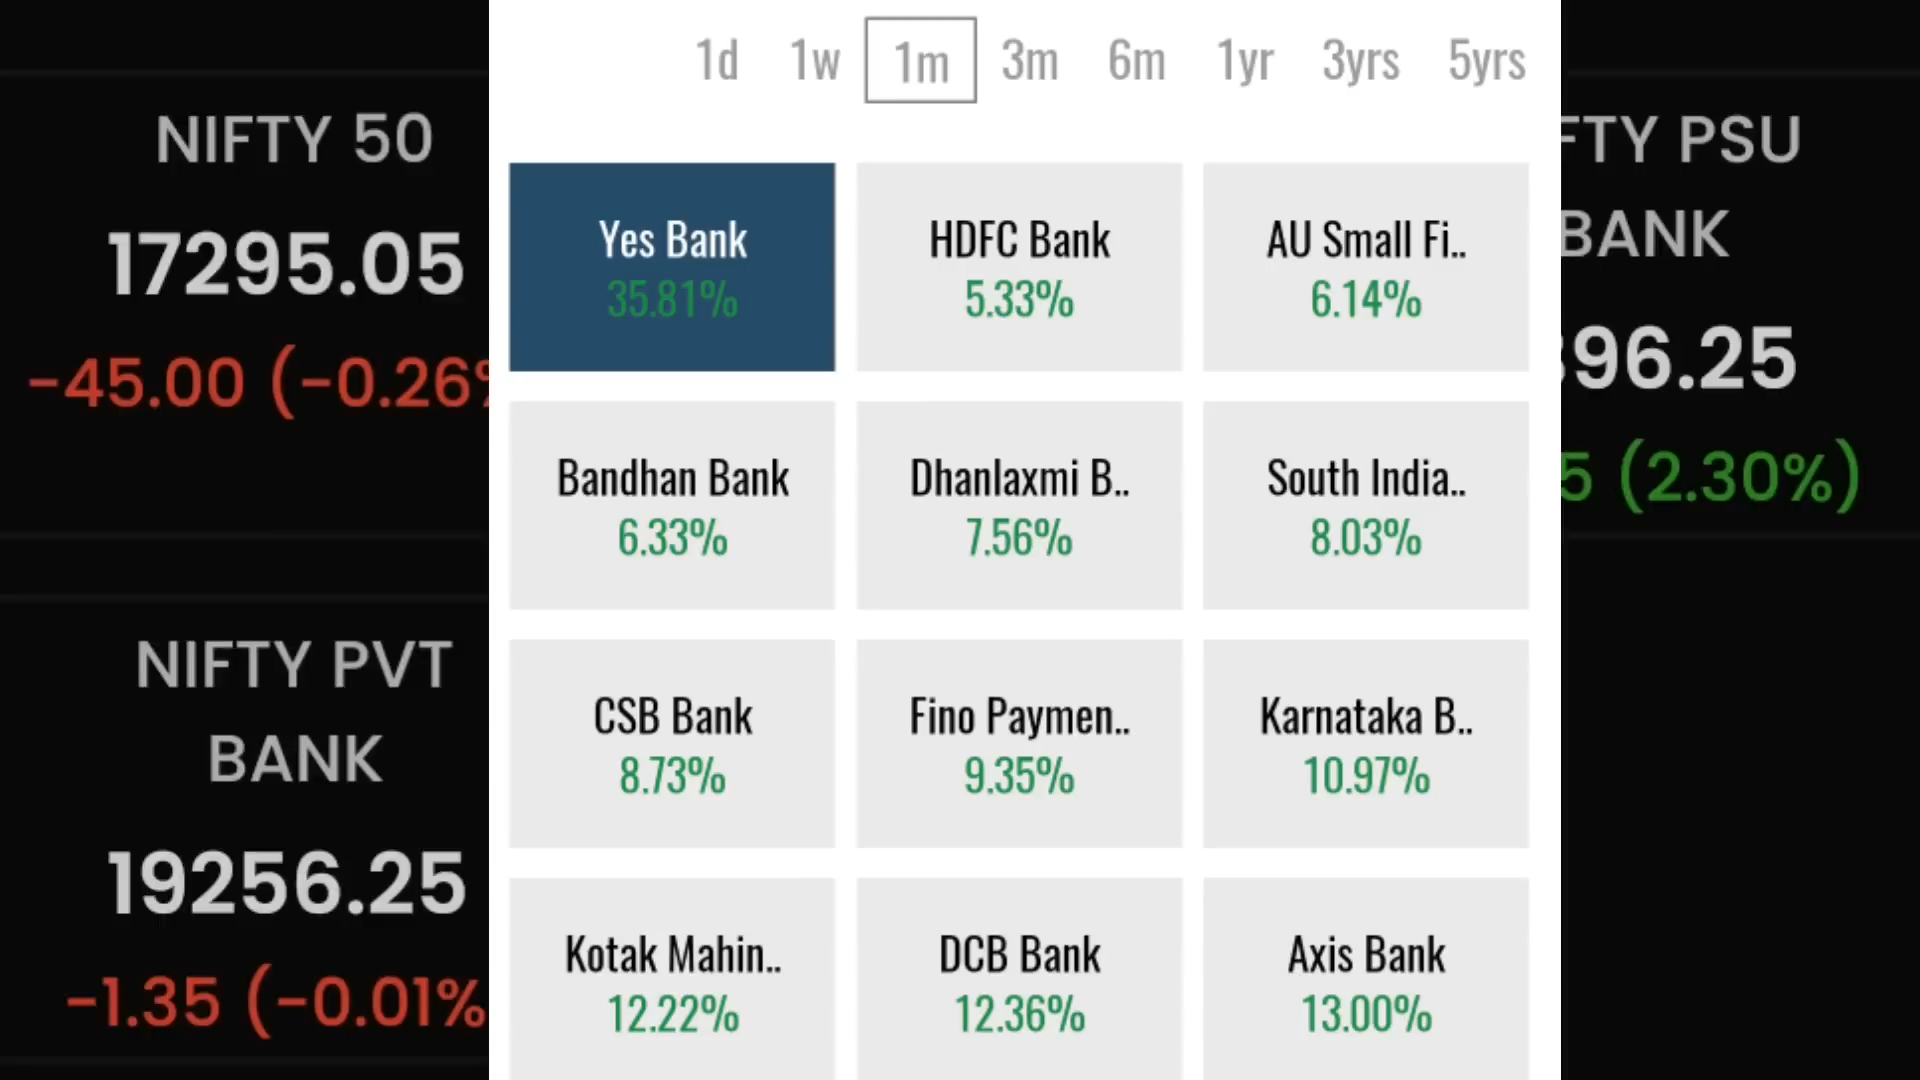 1d 1w 1m 3m 6m 1yr 3yrs 5yrs
NIFTY 50
17295.05
-45.00 (-0.26%
NIFTY PVT
BANK
19256.25
-1.35 (-0.01%
Yes Bank
35.81%
HDFC Bank
5.33%
AU Small Fi..
6.14%
Bandhan Bank
6.33%
Dhanlaxmi B..
7.56%
South India..
8.03%
CSB Bank
8.73%
Fino Paymen..
9.35%
Karnataka B..
10.97%
Kotak Mahin..
12.22%
DCB Bank
12.36%
Axis Bank
13.00%
FTY PSU
BANK
96.25
5 (2.30%)